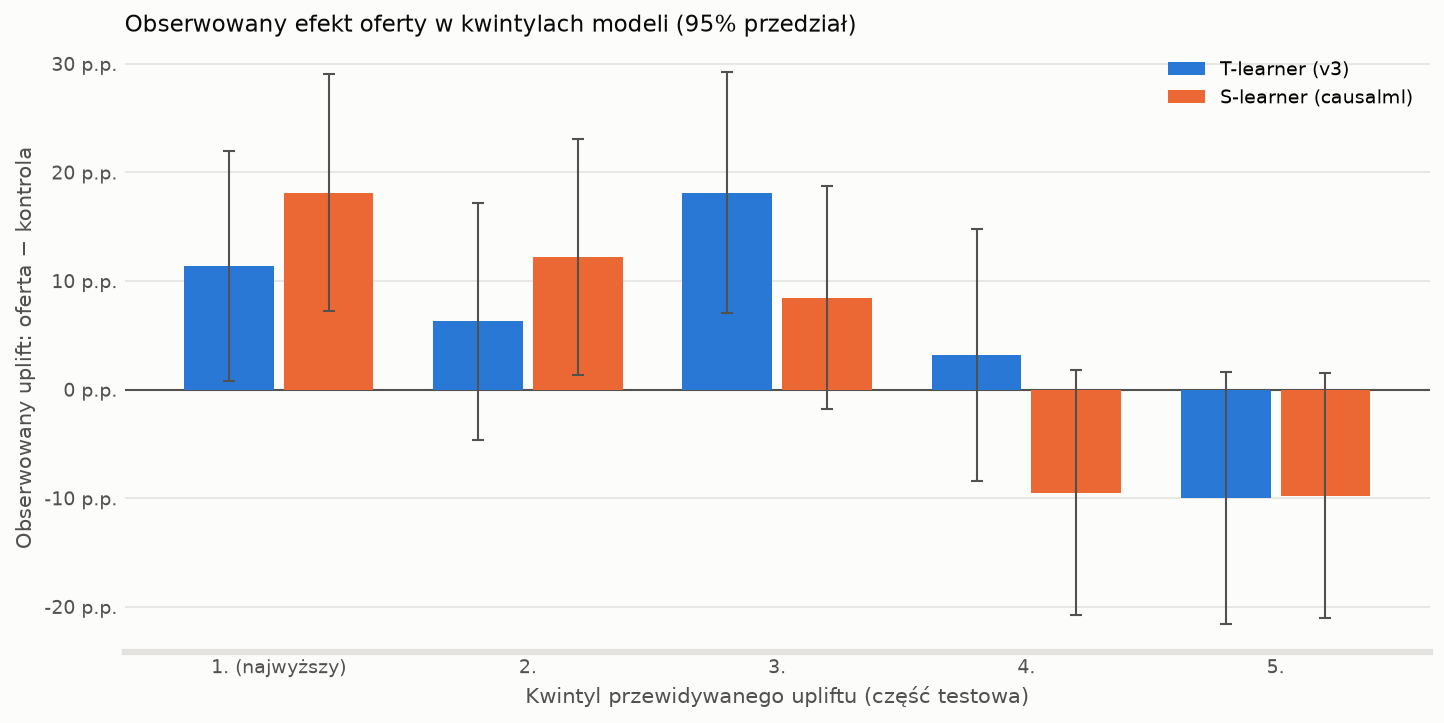 Obserwowany efekt oferty w kwintylach modeli (95% przedział)
T-learner (v3)
S-learner (causalml)
Obserwowany uplift: oferta − kontrola
30 p.p.
20 p.p.
10 p.p.
0 p.p.
-10 p.p.
-20 p.p.
1. (najwyższy)
2.
3.
4.
5.
Kwintyl przewidywanego upliftu (część testowa)